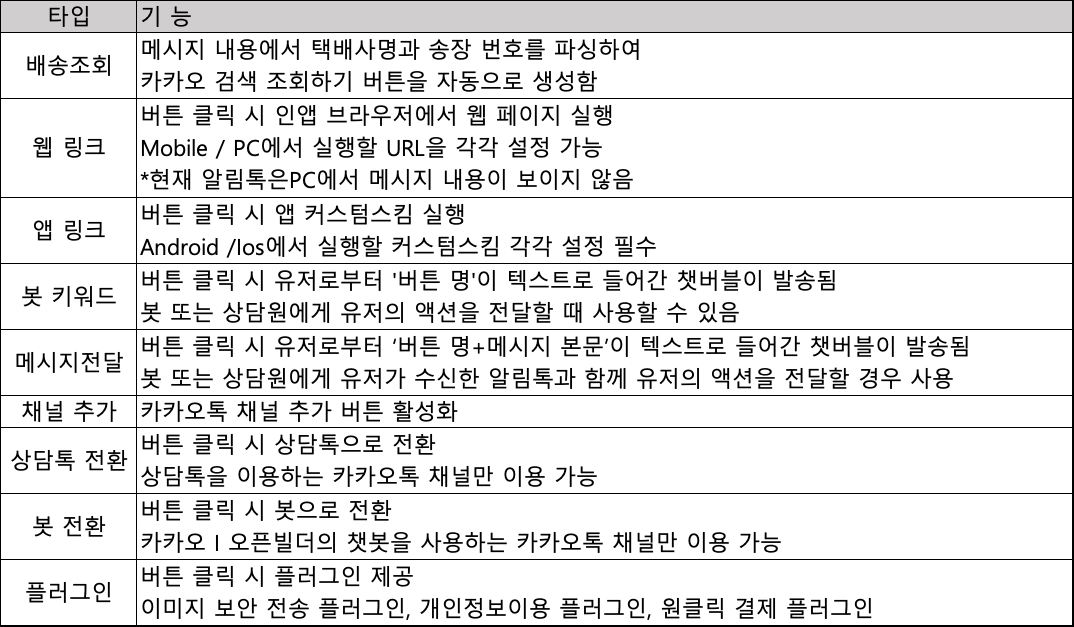 타입 기 능
배송조회
메시지 내용에서 택배사명과 송장 번호를 파싱하여
카카오 검색 조회하기 버튼을 자동으로 생성함
웹 링크
버튼 클릭 시 인앱 브라우저에서 웹 페이지 실행
Mobile / PC에서 실행할 URL을 각각 설정 가능
*현재 알림톡은PC에서 메시지 내용이 보이지 않음
앱 링크
버튼 클릭 시 앱 커스텀스킴 실행
Android /Ios에서 실행할 커스텀스킴 각각 설정 필수
봇 키워드
버튼 클릭 시 유저로부터 '버튼 명'이 텍스트로 들어간 챗버블이 발송됨
봇 또는 상담원에게 유저의 액션을 전달할 때 사용할 수 있음
메시지전달
버튼 클릭 시 유저로부터 ‘버튼 명+메시지 본문’이 텍스트로 들어간 챗버블이 발송됨
봇 또는 상담원에게 유저가 수신한 알림톡과 함께 유저의 액션을 전달할 경우 사용
채널 추가 카카오톡 채널 추가 버튼 활성화
상담톡 전환
버튼 클릭 시 상담톡으로 전환
상담톡을 이용하는 카카오톡 채널만 이용 가능
봇 전환
버튼 클릭 시 봇으로 전환
카카오 I 오픈빌더의 챗봇을 사용하는 카카오톡 채널만 이용 가능
플러그인
버튼 클릭 시 플러그인 제공
이미지 보안 전송 플러그인, 개인정보이용 플러그인, 원클릭 결제 플러그인